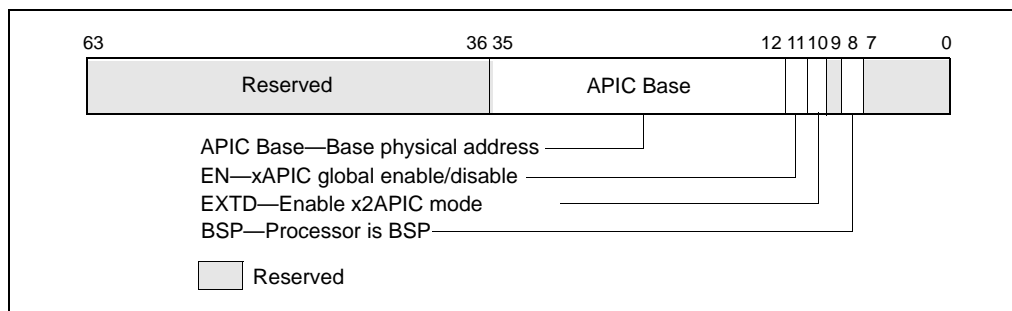 63 36 35 12 11 10 9 8 7 0
Reserved APIC Base
APIC Base—Base physical address
EN—xAPIC global enable/disable
EXTD—Enable x2APIC mode
BSP—Processor is BSP
Reserved